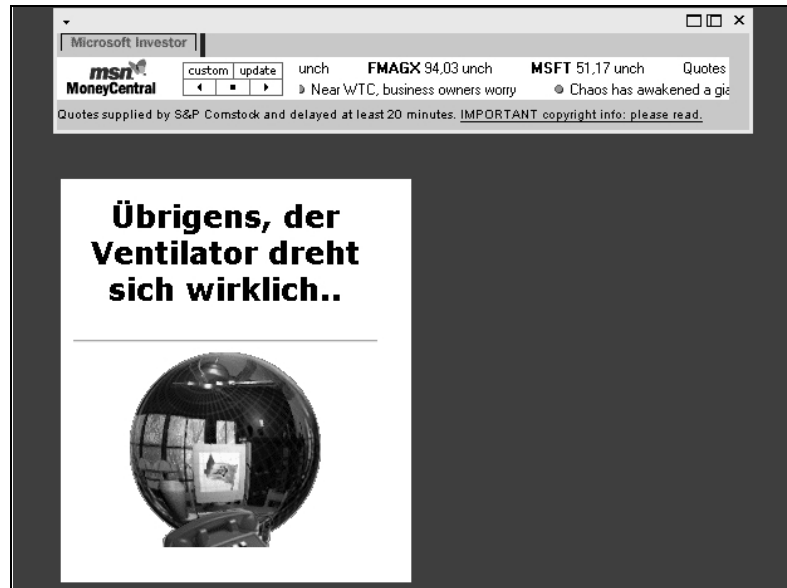 Microsoft Investor
msn
MoneyCentral
custom update
unch FMAGX 94,03 unch MSFT 51,17 unch Quotes
Near WTC, business owners worry Chaos has awakened a gia
Quotes supplied by S&P Comstock and delayed at least 20 minutes. IMPORTANT copyright info: please read.
Übrigens, der
Ventilator dreht
sich wirklich..